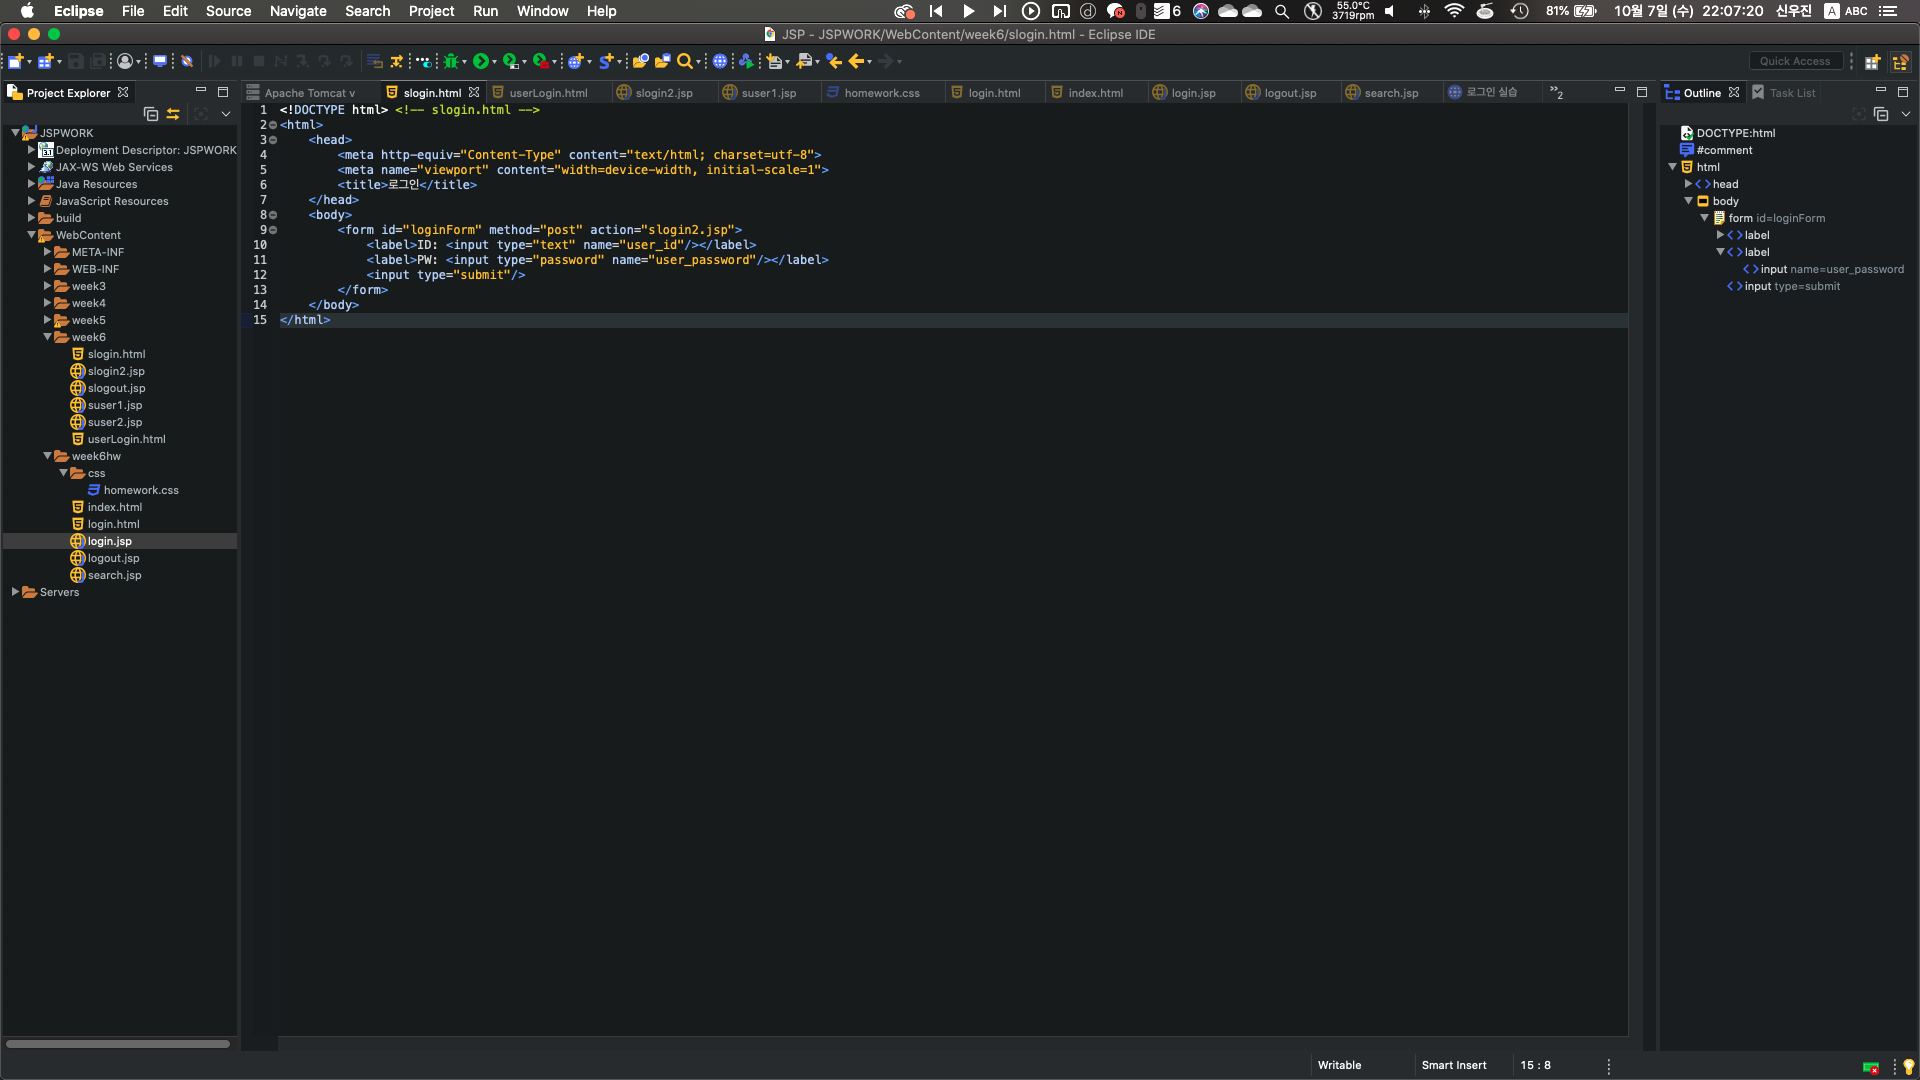 Eclipse File Edit Source Navigate Search Project Run Window Help
6 55.0°C 3719rpm 81% 10월 7일 (수) 22:07:20 신우진 A ABC
JSP - JSPWORK/WebContent/week6/slogin.html - Eclipse IDE
Quick Access
Project Explorer
Apache Tomcat v slogin.html userLogin.html slogin2.jsp suser1.jsp homework.css login.html index.html login.jsp logout.jsp search.jsp 로그인 실습 »2
Outline Task List
JSPWORK
Deployment Descriptor: JSPWORK
JAX-WS Web Services
Java Resources
JavaScript Resources
build
WebContent
META-INF
WEB-INF
week3
week4
week5
week6
slogin.html
slogin2.jsp
slogout.jsp
suser1.jsp
suser2.jsp
userLogin.html
week6hw
css
homework.css
index.html
login.html
login.jsp
logout.jsp
search.jsp
Servers
1 <!DOCTYPE html> <!-- slogin.html -->
2 <html>
3 <head>
4 <meta http-equiv="Content-Type" content="text/html; charset=utf-8">
5 <meta name="viewport" content="width=device-width, initial-scale=1">
6 <title>로그인</title>
7 </head>
8 <body>
9 <form id="loginForm" method="post" action="slogin2.jsp">
10 <label>ID: <input type="text" name="user_id"/></label>
11 <label>PW: <input type="password" name="user_password"/></label>
12 <input type="submit"/>
13 </form>
14 </body>
15 </html>
DOCTYPE:html
#comment
html
head
body
form id=loginForm
label
label
input name=user_password
input type=submit
Writable Smart Insert 15 : 8